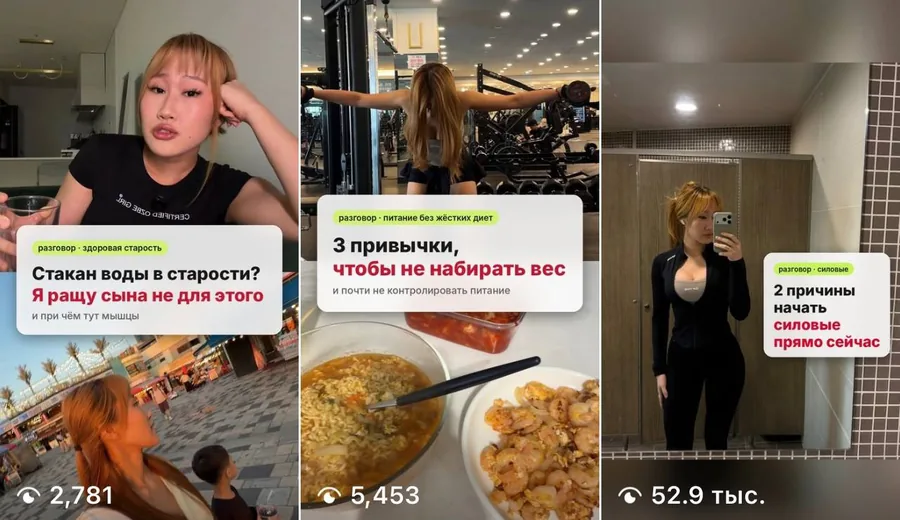 CERTIFIED OZBE GIRL
разговор · здоровая старость
Стакан воды в старости?
Я ращу сына не для этого
и при чём тут мышцы
2,781
разговор · питание без жёстких диет
3 привычки,
чтобы не набирать вес
и почти не контролировать питание
5,453
разговор · силовые
2 причины
начать
силовые
прямо сейчас
52.9 тыс.